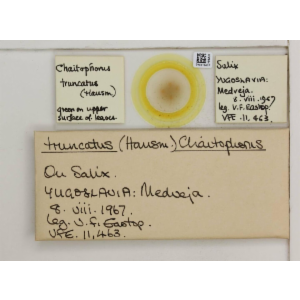 Chaitophorus
truncatus
(Hausm)
green on upper
surface of leaves
Salix
YUGOSLAVIA:
Medveja.
8. viii. 1967
leg. V.F. Eastop.
VFE. 11,463
truncatus (Hausm) Chaitophorus
On Salix.
YUGOSLAVIA: Medveja.
8. viii. 1967.
leg. V.F. Eastop.
VFE. 11,463.